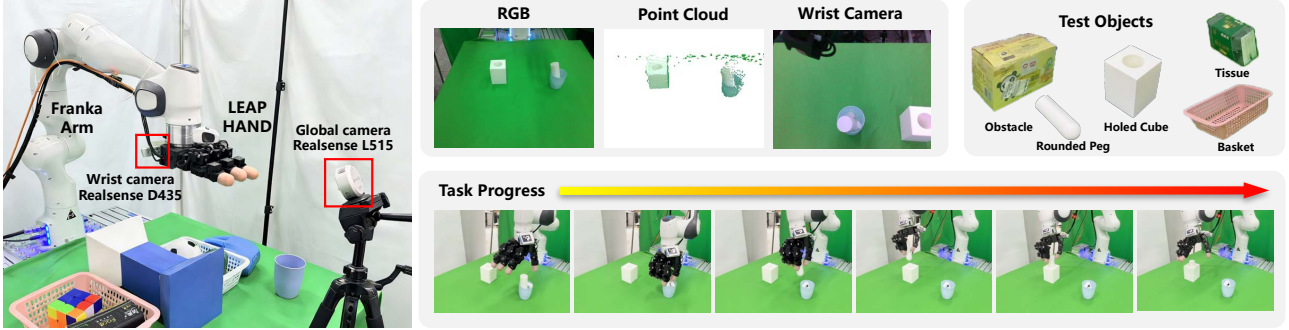 Franka
Arm
LEAP
HAND
Global camera
Realsense L515
Wrist camera
Realsense D435
RGB
Point Cloud
Wrist Camera
Test Objects
Obstacle
Rounded Peg
Holed Cube
Tissue
Basket
Task Progress